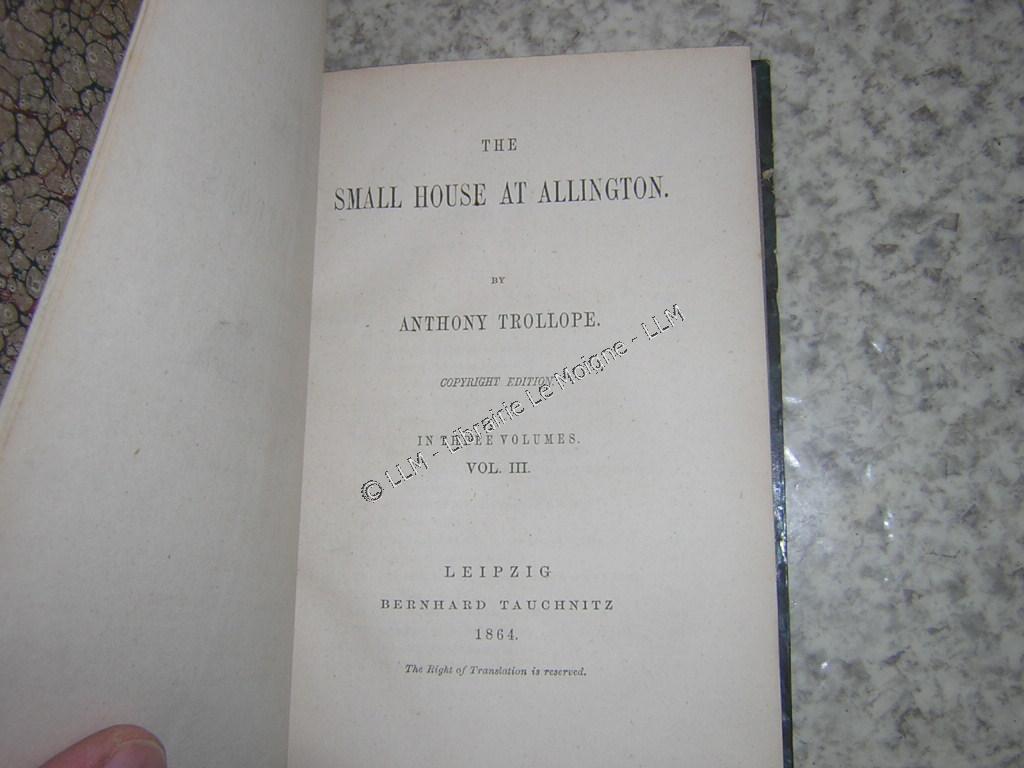 THE
SMALL HOUSE AT ALLINGTON.
BY
ANTHONY TROLLOPE.
COPYRIGHT EDITION.
IN THREE VOLUMES.
VOL. III.
© LLM - Librairie Le Moigne - LLM
LEIPZIG
BERNHARD TAUCHNITZ
1864.
The Right of Translation is reserved.